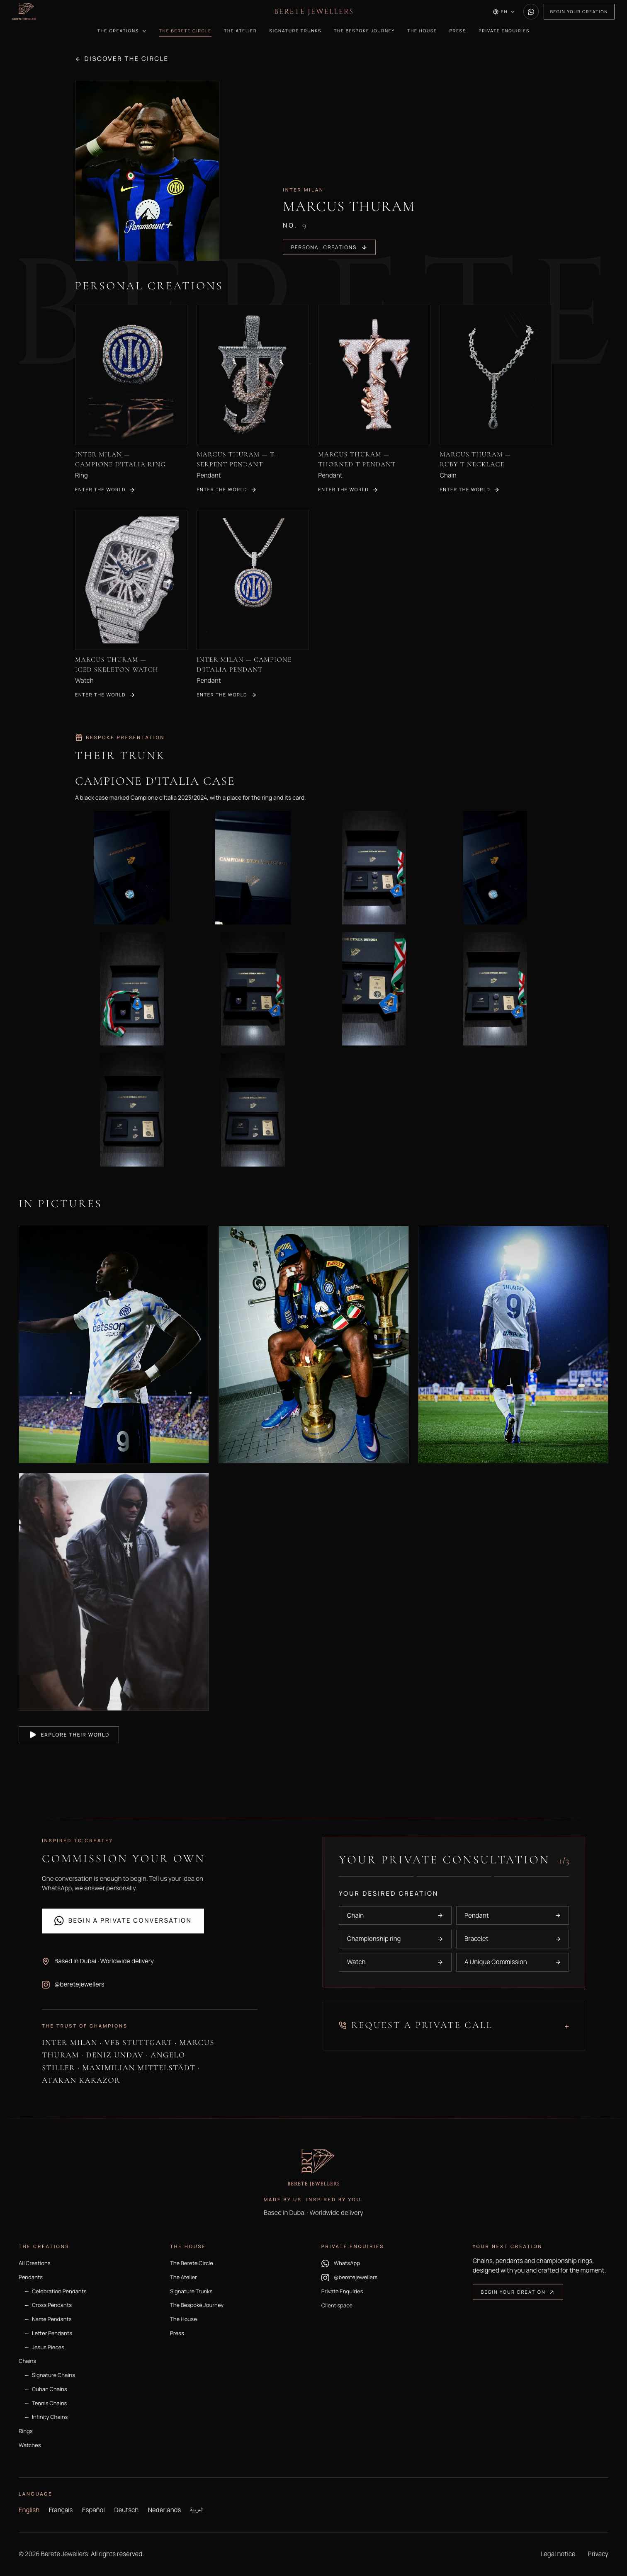 BERETE JEWELLERS
EN
BEGIN YOUR CREATION
THE CREATIONS
THE BERETE CIRCLE
THE ATELIER
SIGNATURE TRUNKS
THE BESPOKE JOURNEY
THE HOUSE
PRESS
PRIVATE ENQUIRIES
DISCOVER THE CIRCLE
Paramount+
INTER MILAN
MARCUS THURAM
NO. 9
PERSONAL CREATIONS
BERETE
PERSONAL CREATIONS
INTER MILAN —
CAMPIONE D'ITALIA RING
Ring
ENTER THE WORLD
MARCUS THURAM — T-
SERPENT PENDANT
Pendant
ENTER THE WORLD
MARCUS THURAM —
THORNED T PENDANT
Pendant
ENTER THE WORLD
MARCUS THURAM —
RUBY T NECKLACE
Chain
ENTER THE WORLD
MARCUS THURAM —
ICED SKELETON WATCH
Watch
ENTER THE WORLD
INTER MILAN — CAMPIONE
D'ITALIA PENDANT
Pendant
ENTER THE WORLD
BESPOKE PRESENTATION
THEIR TRUNK
CAMPIONE D'ITALIA CASE
A black case marked Campione d'Italia 2023/2024, with a place for the ring and its card.
IN PICTURES
betsson
9
THURAM
9
EXPLORE THEIR WORLD
INSPIRED TO CREATE?
COMMISSION YOUR OWN
One conversation is enough to begin. Tell us your idea on
WhatsApp, we answer personally.
BEGIN A PRIVATE CONVERSATION
Based in Dubai · Worldwide delivery
@beretejewellers
THE TRUST OF CHAMPIONS
INTER MILAN · VFB STUTTGART · MARCUS
THURAM · DENIZ UNDAV · ANGELO
STILLER · MAXIMILIAN MITTELSTÄDT ·
ATAKAN KARAZOR
YOUR PRIVATE CONSULTATION 1/3
YOUR DESIRED CREATION
Chain
Pendant
Championship ring
Bracelet
Watch
A Unique Commission
REQUEST A PRIVATE CALL
+
BRT
BERETE JEWELLERS
MADE BY US. INSPIRED BY YOU.
Based in Dubai · Worldwide delivery
THE CREATIONS
All Creations
Pendants
— Celebration Pendants
— Cross Pendants
— Name Pendants
— Letter Pendants
— Jesus Pieces
Chains
— Signature Chains
— Cuban Chains
— Tennis Chains
— Infinity Chains
Rings
Watches
THE HOUSE
The Berete Circle
The Atelier
Signature Trunks
The Bespoke Journey
The House
Press
PRIVATE ENQUIRIES
WhatsApp
@beretejewellers
Private Enquiries
Client space
YOUR NEXT CREATION
Chains, pendants and championship rings,
designed with you and crafted for the moment.
BEGIN YOUR CREATION
LANGUAGE
English Français Español Deutsch Nederlands العربية
© 2026 Berete Jewellers. All rights reserved.
Legal notice Privacy